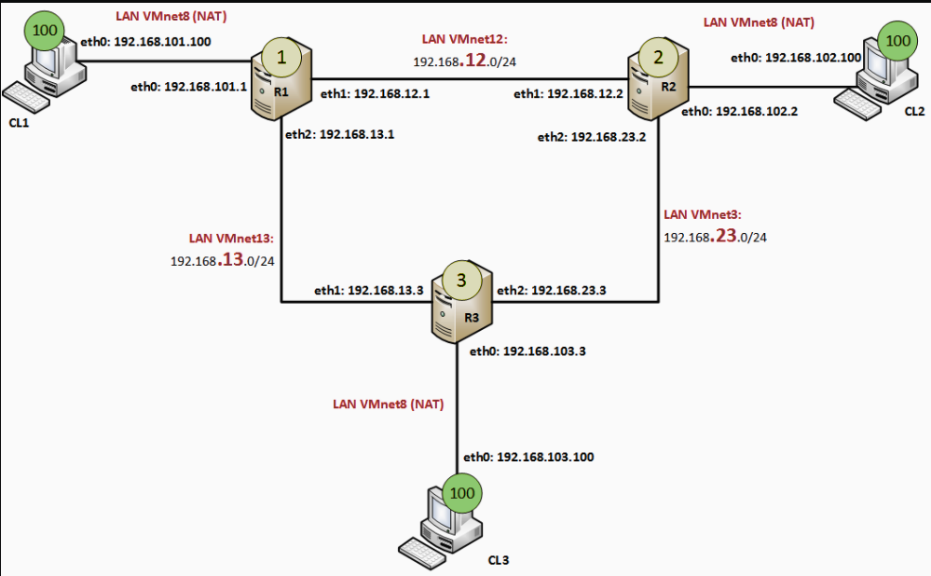 LAN VMnet8 (NAT)
100
eth0: 192.168.101.100
CL1
eth0: 192.168.101.1
1
R1
eth1: 192.168.12.1
eth2: 192.168.13.1
LAN VMnet12:
192.168.12.0/24
LAN VMnet8 (NAT)
100
eth0: 192.168.102.100
CL2
2
R2
eth1: 192.168.12.2
eth0: 192.168.102.2
eth2: 192.168.23.2
LAN VMnet13:
192.168.13.0/24
LAN VMnet3:
192.168.23.0/24
3
R3
eth1: 192.168.13.3
eth2: 192.168.23.3
eth0: 192.168.103.3
LAN VMnet8 (NAT)
eth0: 192.168.103.100
100
CL3